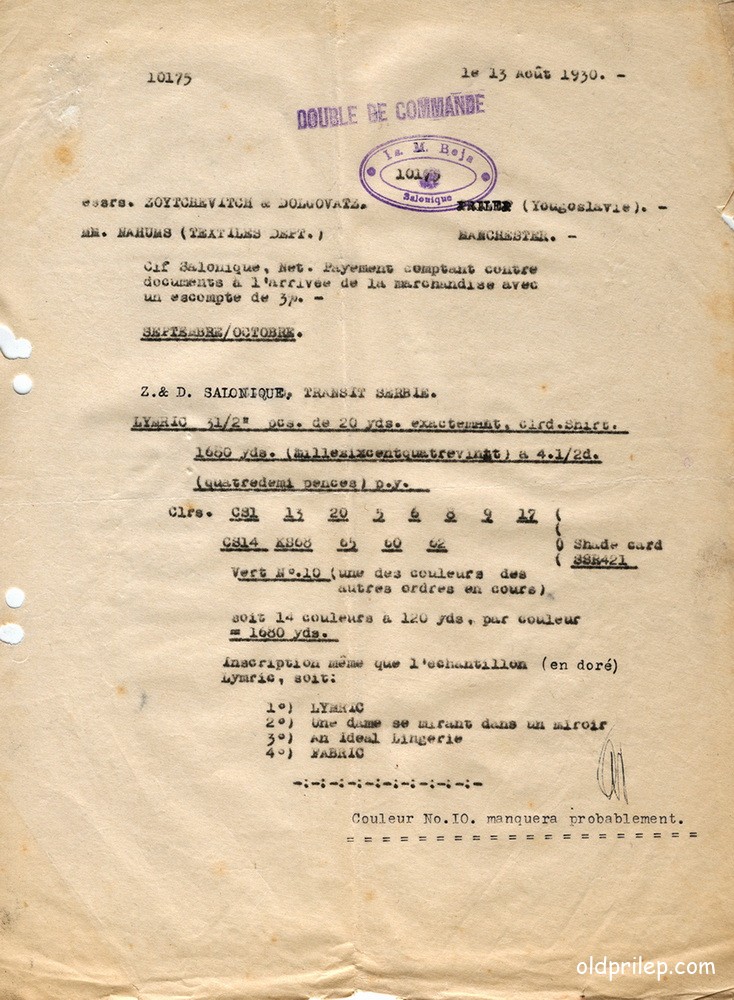 10175 le 13 Août 1930. -
DOUBLE DE COMMANDE
Is. M. Beja
10175
Salonique
essrs. ZOYTCHEVITCH & DOLGOVATZ. PRILEP (Yougoslavie). -
MM. NAHUMS (TEXTILES DEPT.) MANCHESTER. -
Cif Salonique, Net. Payement comptant contre
documents à l'arrivée de la marchandise avec
un escompte de 3%. -
SEPTEMBRE/OCTOBRE.
Z.& D. SALONIQUE, TRANSIT SERBIE.
LYMRIC 31/2" pcs. de 20 yds. exactement, clrd.Shirt.
1680 yds. (millesixcentquatrevingt) à 4.1/2d.
(quatredemi pences) p.y.
Clrs. CS1 13 20 5 6 8 9 17 (
(
CS14 KS68 65 60 62 () Shade card
( SSR421
Vert N°.10 (une des couleurs des
autres ordres en cours)
soit 14 couleurs à 120 yds, par couleur
= 1680 yds.
Inscription même que l'echantillon (en doré)
Lymric, soit:
1°) LYMRIC
2°) Une dame se mirant dans un miroir
3°) An Ideal Lingerie
4°) FABRIC
-:-:-:-:-:-:-:-:-:-
Couleur No.IO. manquera probablement.
= = = = = = = = = = = = = = = = = = =
oldprilep.com